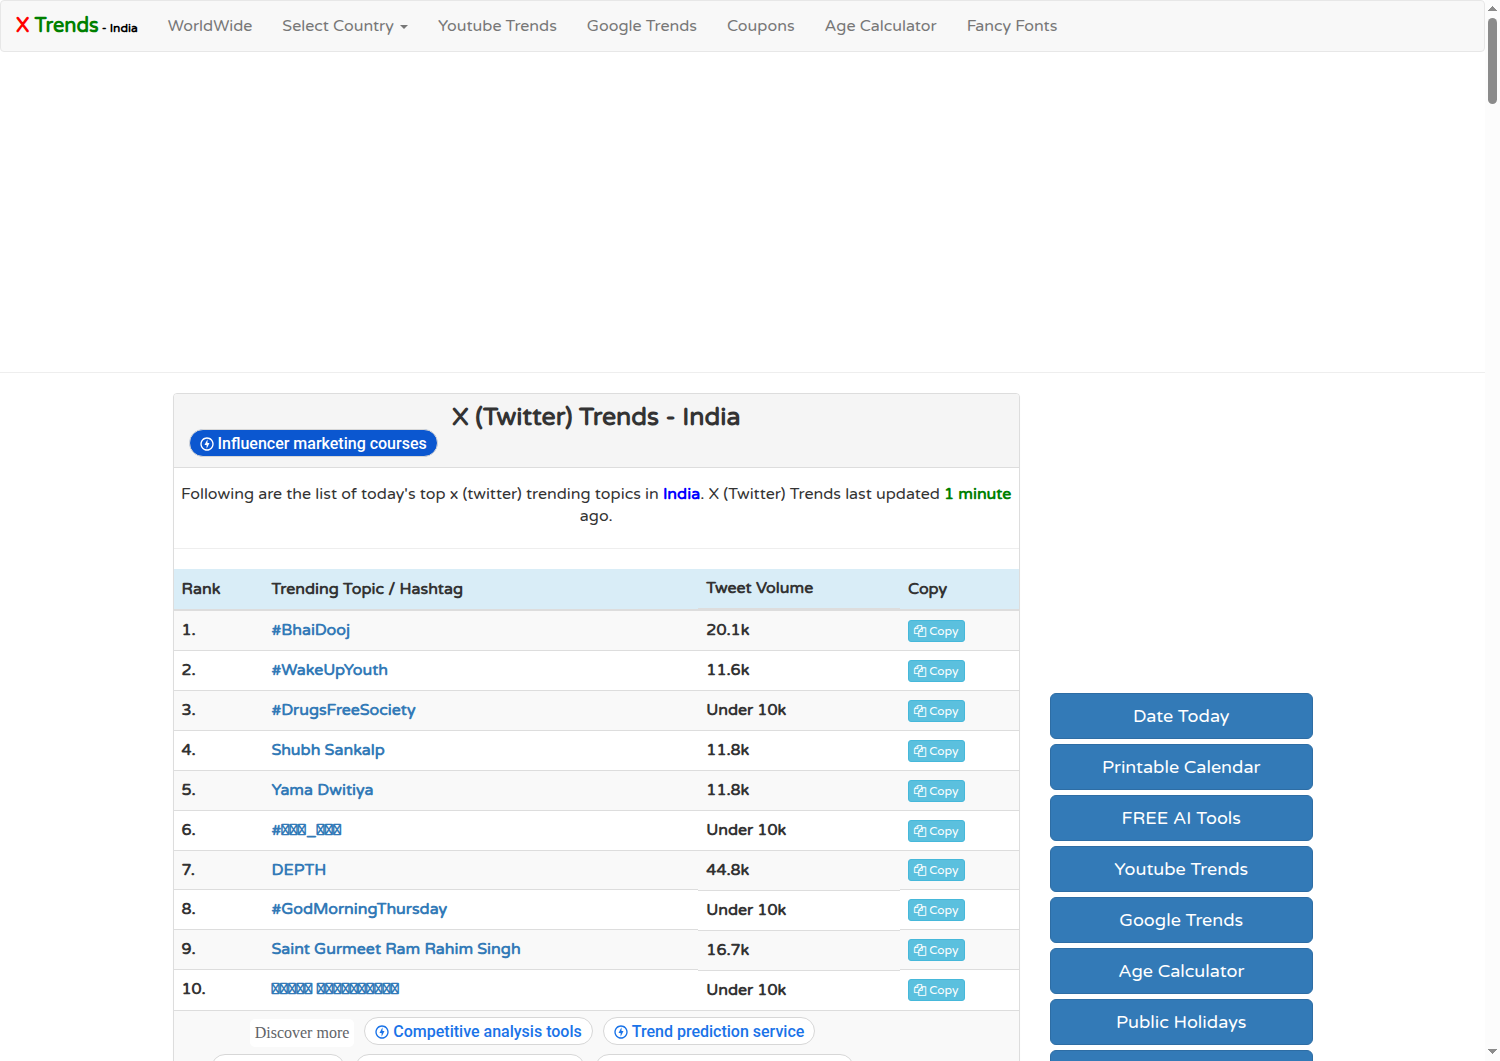 X Trends - India WorldWide Select Country Youtube Trends Google Trends Coupons Age Calculator Fancy Fonts
X (Twitter) Trends - India
Influencer marketing courses
Following are the list of today's top x (twitter) trending topics in India. X (Twitter) Trends last updated 1 minute
ago.
Rank Trending Topic / Hashtag Tweet Volume Copy
1. #BhaiDooj 20.1k Copy
2. #WakeUpYouth 11.6k Copy
3. #DrugsFreeSociety Under 10k Copy
4. Shubh Sankalp 11.8k Copy
5. Yama Dwitiya 11.8k Copy
6. Under 10k Copy
7. DEPTH 44.8k Copy
8. #GodMorningThursday Under 10k Copy
9. Saint Gurmeet Ram Rahim Singh 16.7k Copy
10. Under 10k Copy
Discover more Competitive analysis tools Trend prediction service
Date Today
Printable Calendar
FREE AI Tools
Youtube Trends
Google Trends
Age Calculator
Public Holidays